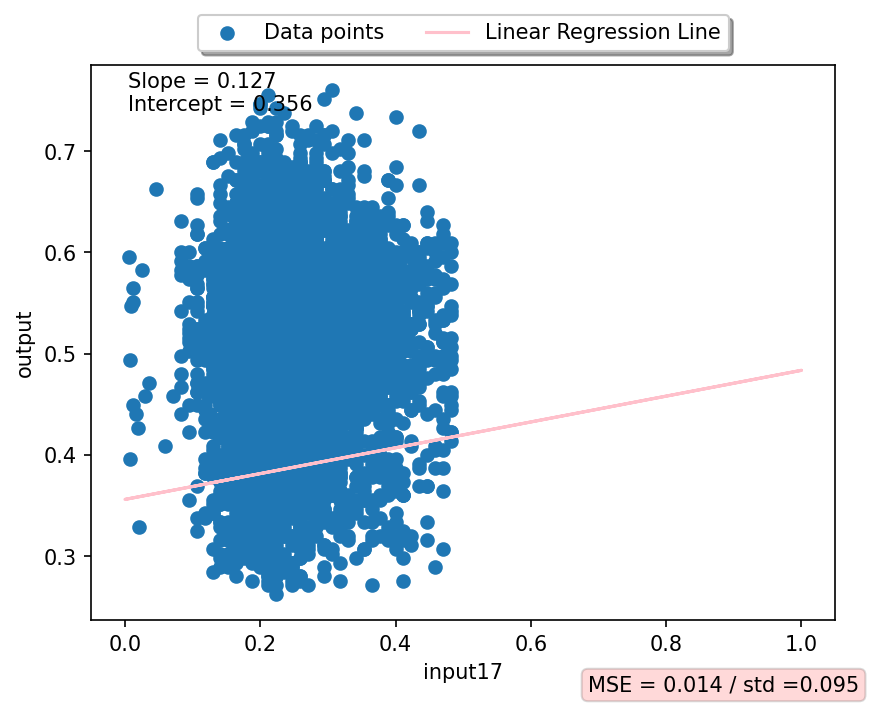 Data points
Linear Regression Line
Slope = 0.127
Intercept = 0.356
0.7
0.6
0.5
0.4
0.3
output
0.0
0.2
0.4
0.6
0.8
1.0
input17
MSE = 0.014 / std =0.095